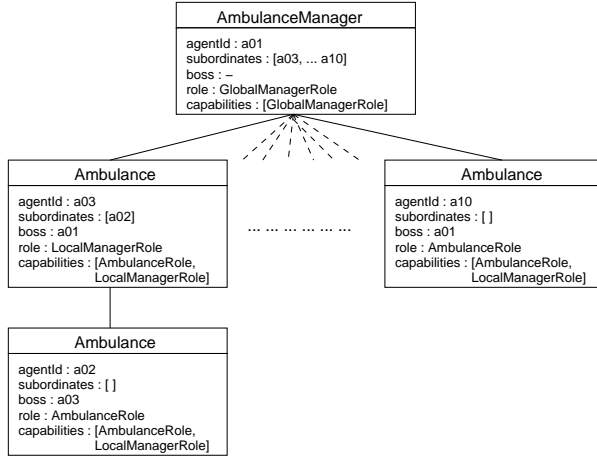 AmbulanceManager
agentId : a01
subordinates : [a03, ... a10]
boss : –
role : GlobalManagerRole
capabilities : [GlobalManagerRole]
Ambulance
agentId : a03
subordinates : [a02]
boss : a01
role : LocalManagerRole
capabilities : [AmbulanceRole,
LocalManagerRole]
... ... ... ... ... ...
Ambulance
agentId : a10
subordinates : [ ]
boss : a01
role : AmbulanceRole
capabilities : [AmbulanceRole,
LocalManagerRole]
Ambulance
agentId : a02
subordinates : [ ]
boss : a03
role : AmbulanceRole
capabilities : [AmbulanceRole,
LocalManagerRole]